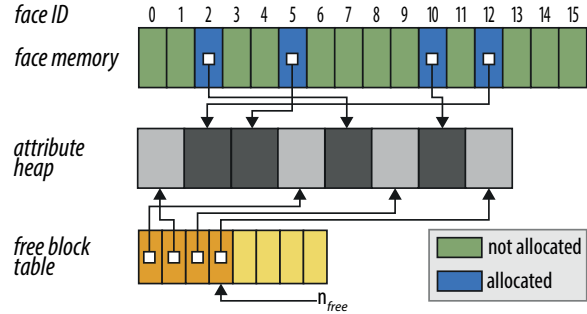 face ID 0 1 2 3 4 5 6 7 8 9 10 11 12 13 14 15
face memory
attribute
heap
free block
table
not allocated
allocated
nfree